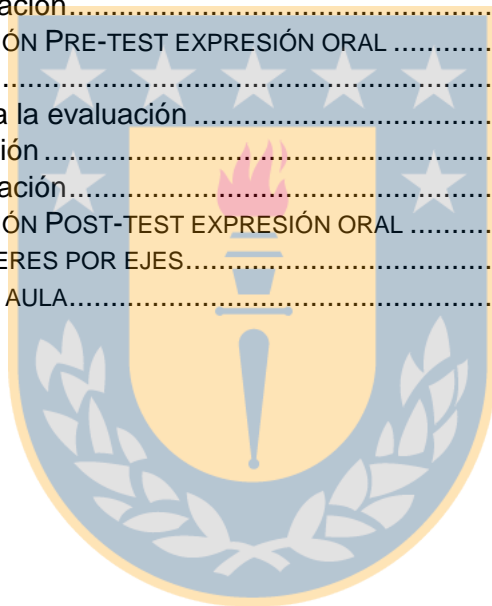 ación................................................
ÓN PRE-TEST EXPRESIÓN ORAL ............
................................................
a la evaluación ................................
ión ................................................
ación................................................
ÓN POST-TEST EXPRESIÓN ORAL ..........
ERES POR EJES................................
AULA................................................